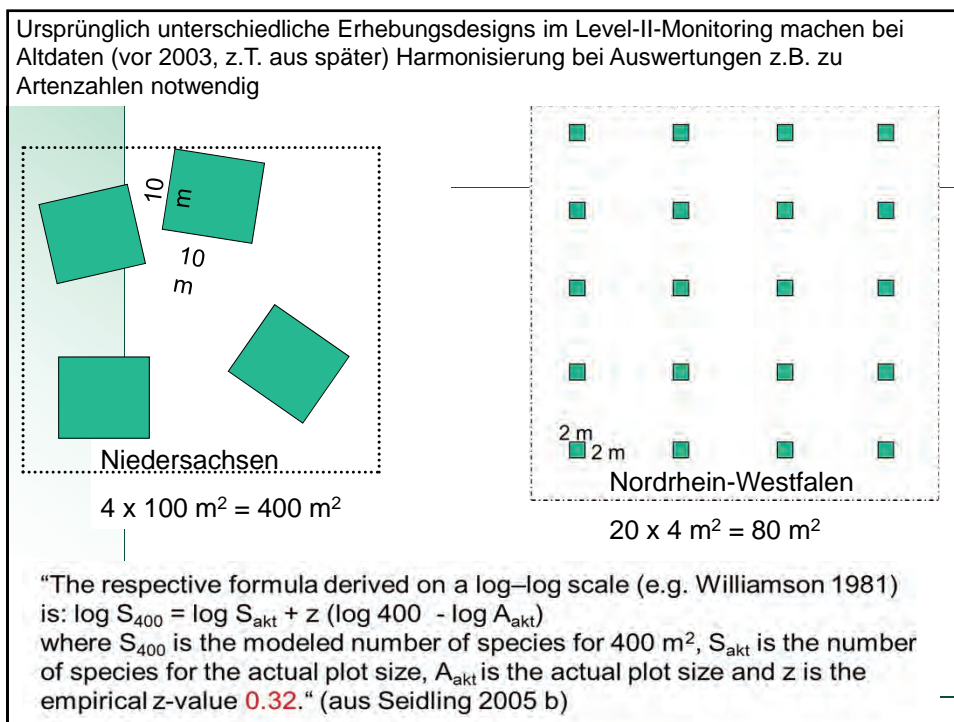 Ursprünglich unterschiedliche Erhebungsdesigns im Level-II-Monitoring machen bei
Altdaten (vor 2003, z.T. aus später) Harmonisierung bei Auswertungen z.B. zu
Artenzahlen notwendig
10
m
10
m
Niedersachsen
4 x 100 m² = 400 m²
2 m
2 m
Nordrhein-Westfalen
20 x 4 m² = 80 m²
“The respective formula derived on a log–log scale (e.g. Williamson 1981)
is: log S₄₀₀ = log Sₐₖₜ + z (log 400 - log Aₐₖₜ)
where S₄₀₀ is the modeled number of species for 400 m², Sₐₖₜ is the number
of species for the actual plot size, Aₐₖₜ is the actual plot size and z is the
empirical z-value 0.32.“ (aus Seidling 2005 b)